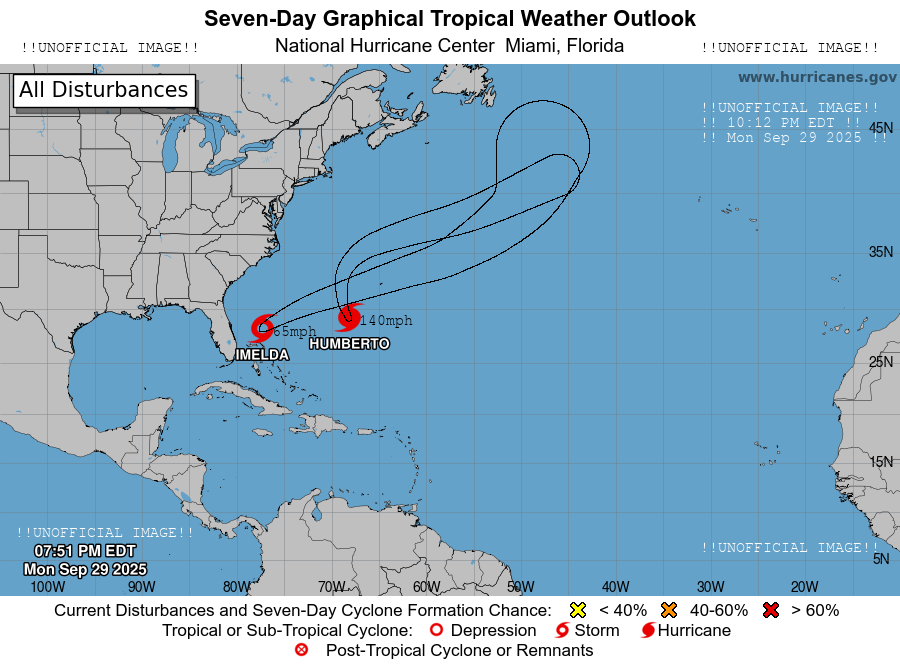 Seven-Day Graphical Tropical Weather Outlook
!!UNOFFICIAL IMAGE!! National Hurricane Center Miami, Florida !!UNOFFICIAL IMAGE!!
All Disturbances
www.hurricanes.gov
!!UNOFFICIAL IMAGE!!
!! 10:12 PM EDT !!
!! Mon Sep 29 2025 !!
45N
35N
140mph
65mph
HUMBERTO
IMELDA
25N
15N
!!UNOFFICIAL IMAGE!!
!!UNOFFICIAL IMAGE!!
07:51 PM EDT
5N
Mon Sep 29 2025
100W 90W 80W 70W 60W 50W 40W 30W 20W
Current Disturbances and Seven-Day Cyclone Formation Chance: < 40% 40-60% > 60%
Tropical or Sub-Tropical Cyclone: Depression Storm Hurricane
Post-Tropical Cyclone or Remnants